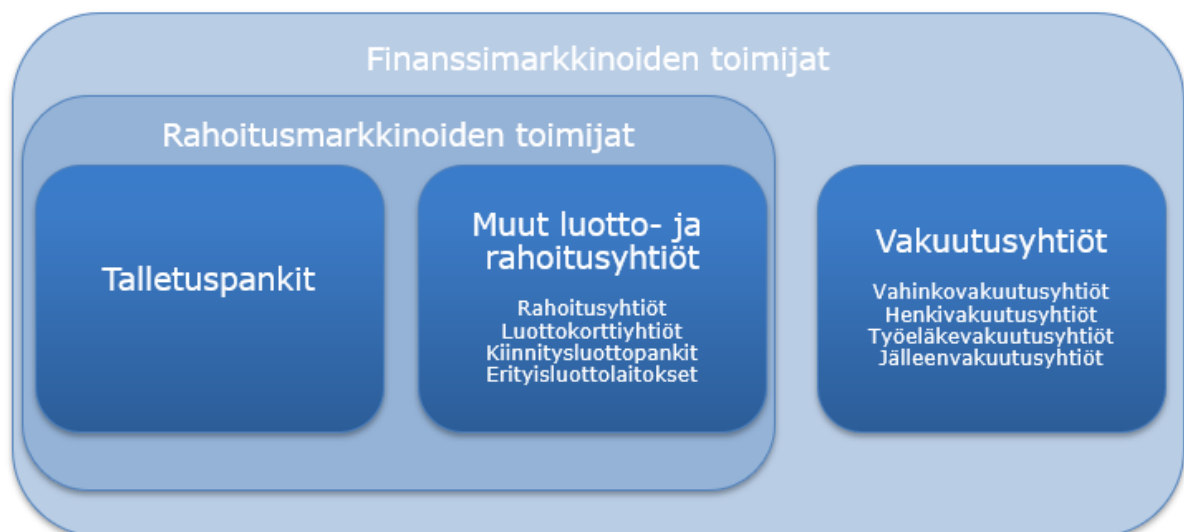 Finanssimarkkinoiden toimijat
Rahoitusmarkkinoiden toimijat
Talletuspankit
Muut luotto- ja
rahoitusyhtiöt
Rahoitusyhtiöt
Luottokorttiyhtiöt
Kiinnitysluottopankit
Erityisluottolaitokset
Vakuutusyhtiöt
Vahinkovakuutusyhtiöt
Henkivakuutusyhtiöt
Työeläkevakuutusyhtiöt
Jälleenvakuutusyhtiöt